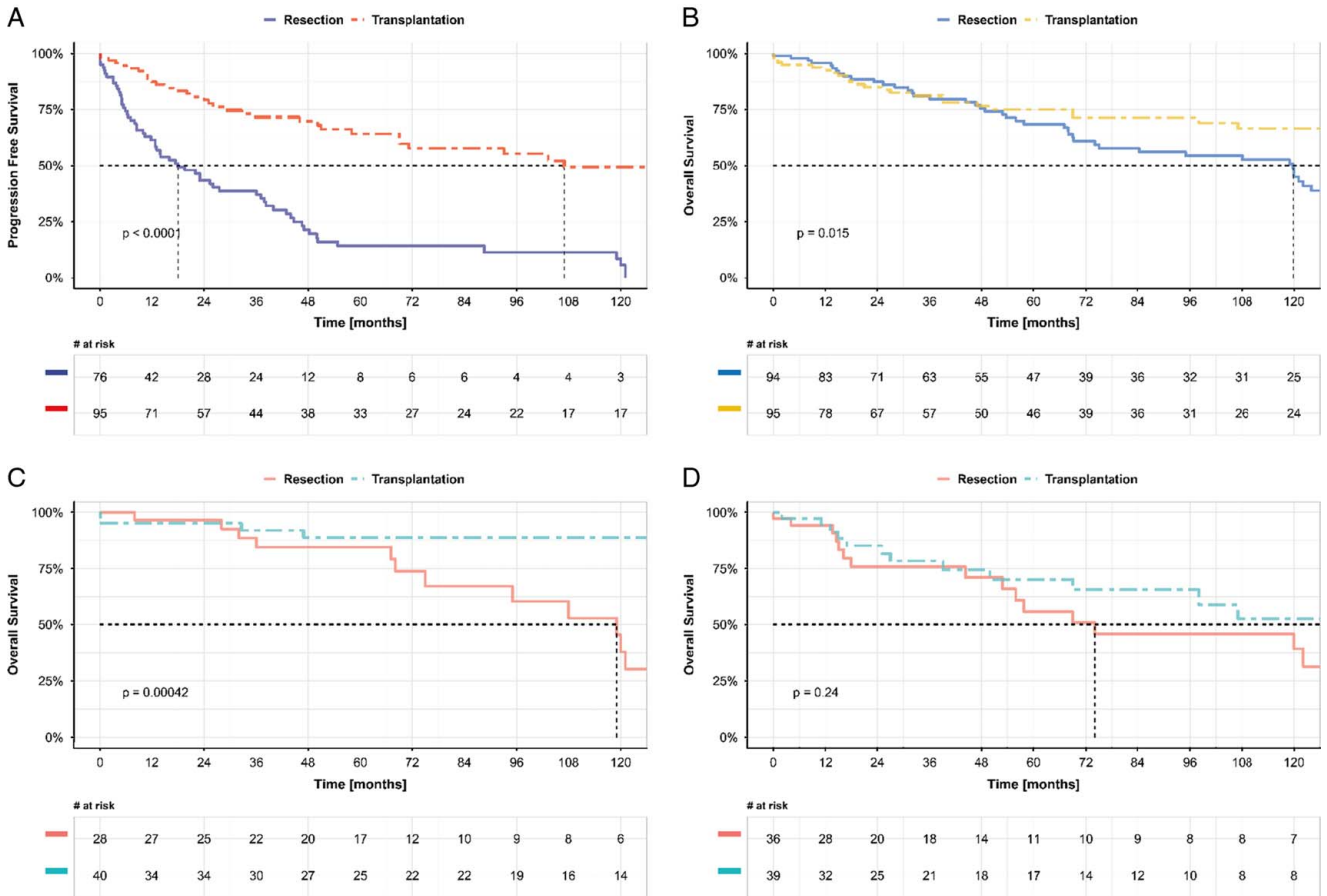 A
Resection Transplantation
Progression Free Survival
100%
75%
50%
25%
0%
p < 0.0001
0 12 24 36 48 60 72 84 96 108 120
Time [months]
# at risk
76 42 28 24 12 8 6 6 4 4 3
95 71 57 44 38 33 27 24 22 17 17
B
Resection Transplantation
Overall Survival
100%
75%
50%
25%
0%
p = 0.015
0 12 24 36 48 60 72 84 96 108 120
Time [months]
# at risk
94 83 71 63 55 47 39 36 32 31 25
95 78 67 57 50 46 39 36 31 26 24
C
Resection Transplantation
Overall Survival
100%
75%
50%
25%
0%
p = 0.00042
0 12 24 36 48 60 72 84 96 108 120
Time [months]
# at risk
28 27 25 22 20 17 12 10 9 8 6
40 34 34 30 27 25 22 22 19 16 14
D
Resection Transplantation
Overall Survival
100%
75%
50%
25%
0%
p = 0.24
0 12 24 36 48 60 72 84 96 108 120
Time [months]
# at risk
36 28 20 18 14 11 10 9 8 8 7
39 32 25 21 18 17 14 12 10 8 8